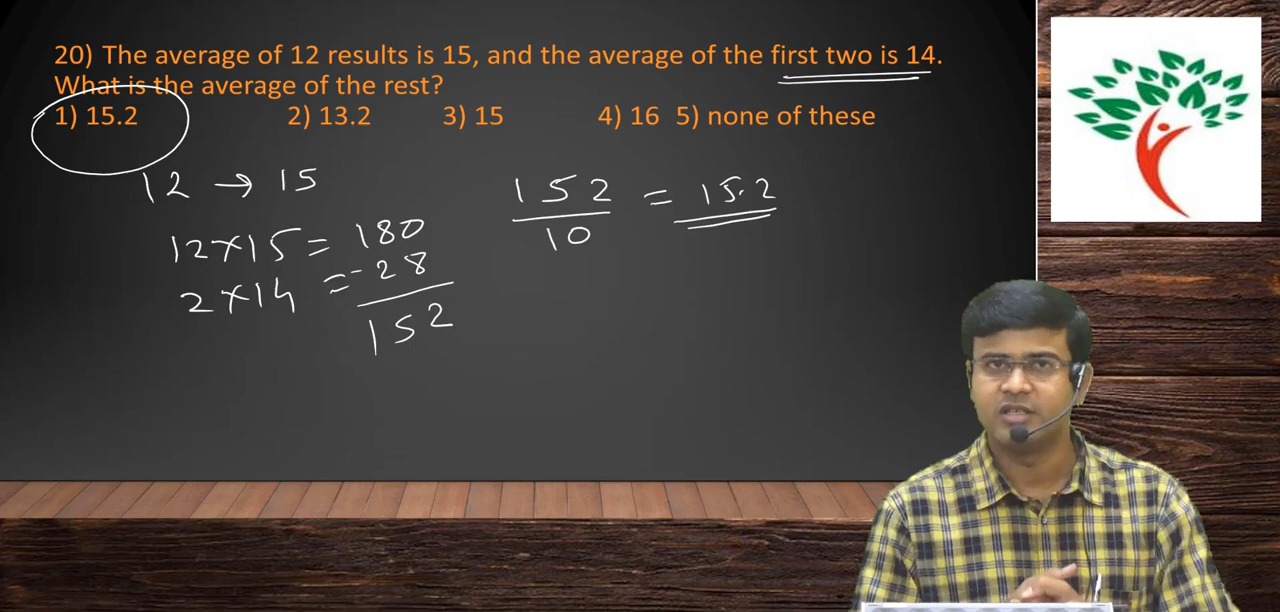 20) The average of 12 results is 15, and the average of the first two is 14.
What is the average of the rest?
1) 15.2 2) 13.2 3) 15 4) 16 5) none of these
12 → 15
12×15 = 180
2×14 = -28
152
152/10 = 15.2